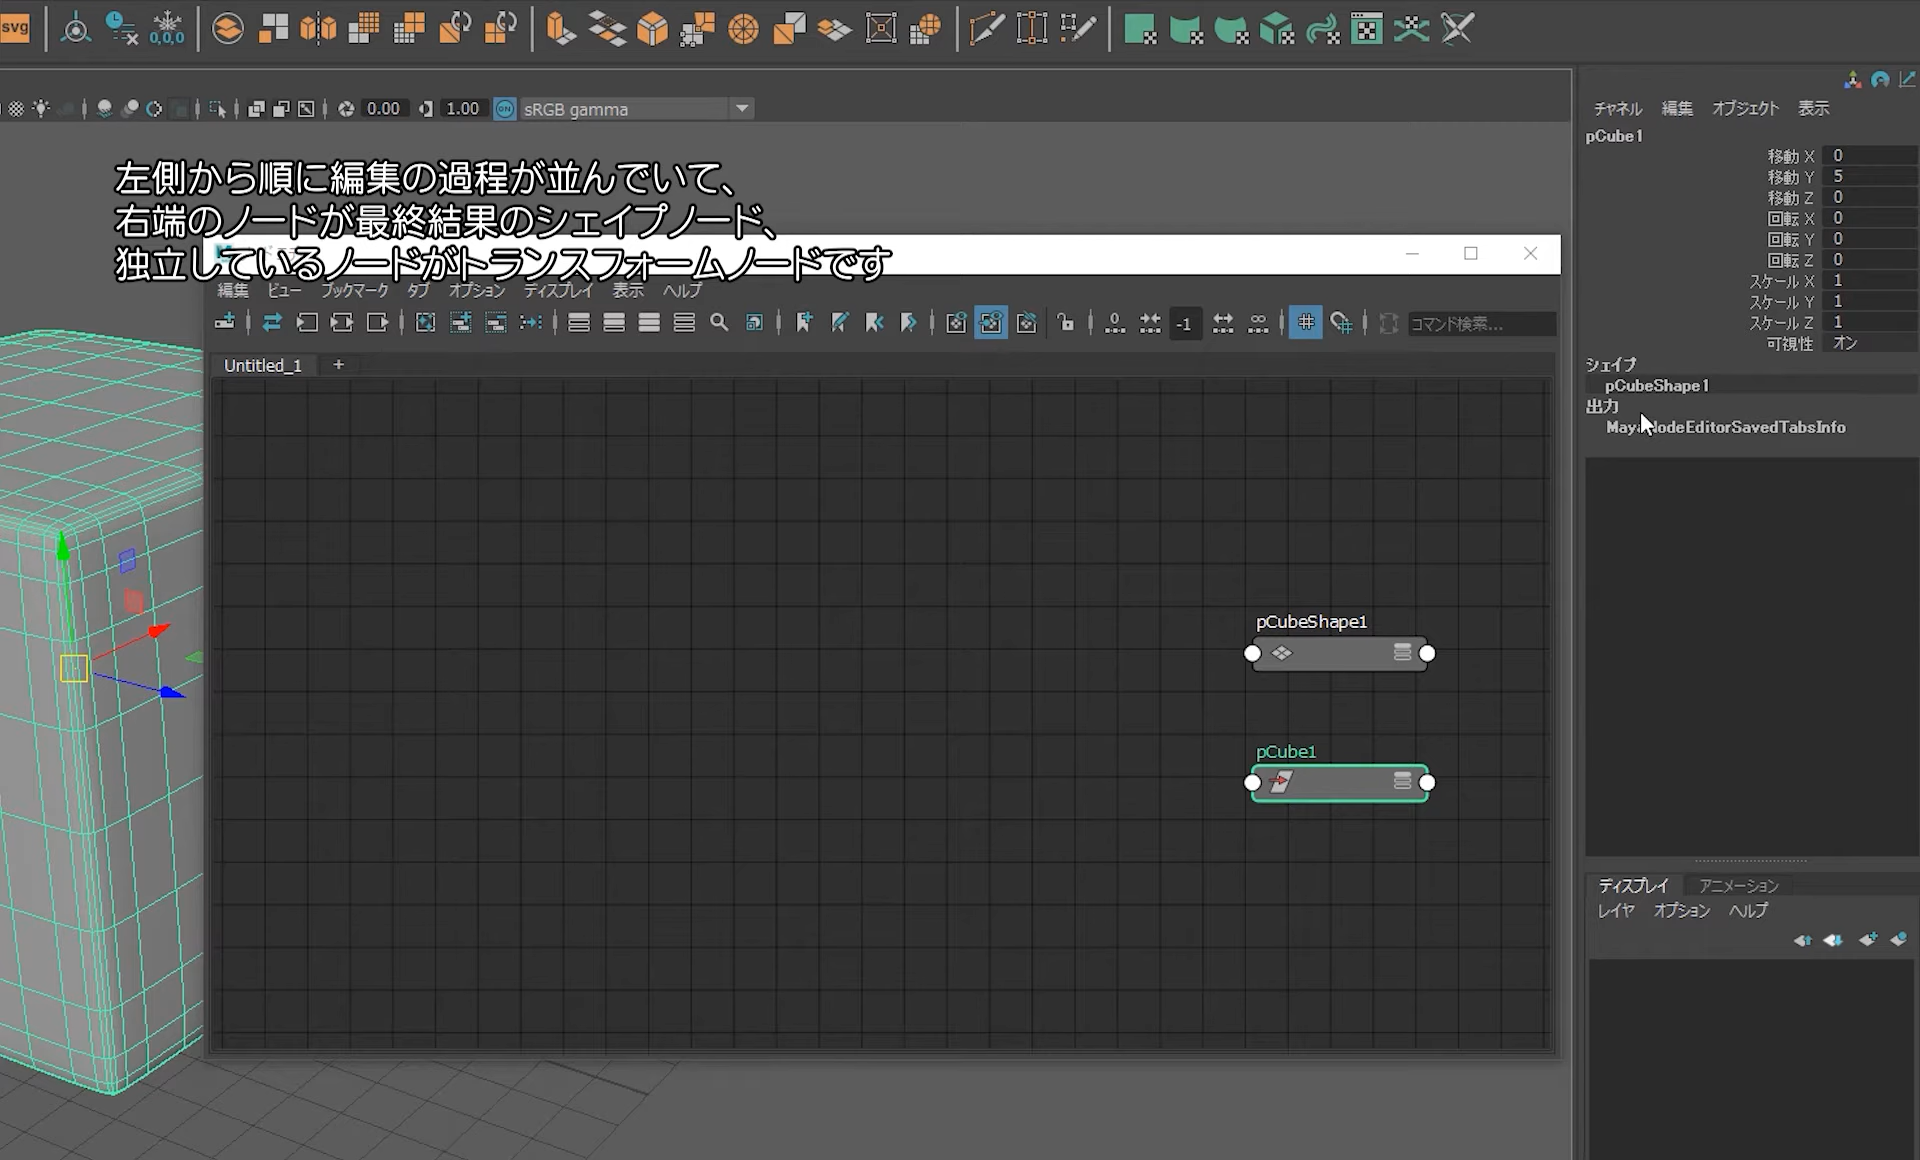 svg
0,0,0
0.00
1.00
ON
sRGB gamma
左側から順に編集の過程が並んでいて、
右端のノードが最終結果のシェイプノード、
独立しているノードがトランスフォームノードです
編集 ビュー ブックマーク タブ オプション ディスプレイ 表示 ヘルプ
0
-1
コマンド検索...
Untitled_1 +
pCubeShape1
pCube1
チャネル 編集 オブジェクト 表示
pCube1
移動 X 0
移動 Y 5
移動 Z 0
回転 X 0
回転 Y 0
回転 Z 0
スケール X 1
スケール Y 1
スケール Z 1
可視性 オン
シェイプ
pCubeShape1
出力
MayaNodeEditorSavedTabsInfo
ディスプレイ アニメーション
レイヤ オプション ヘルプ